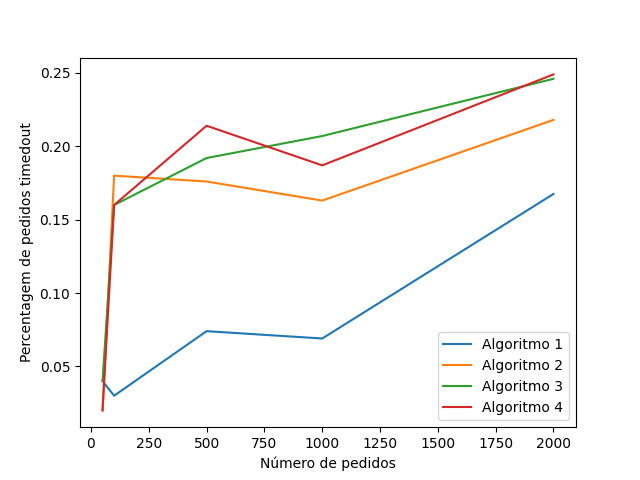 0.25
0.20
0.15
0.10
0.05
Percentagem de pedidos timedout
Algoritmo 1
Algoritmo 2
Algoritmo 3
Algoritmo 4
0 250 500 750 1000 1250 1500 1750 2000
Número de pedidos